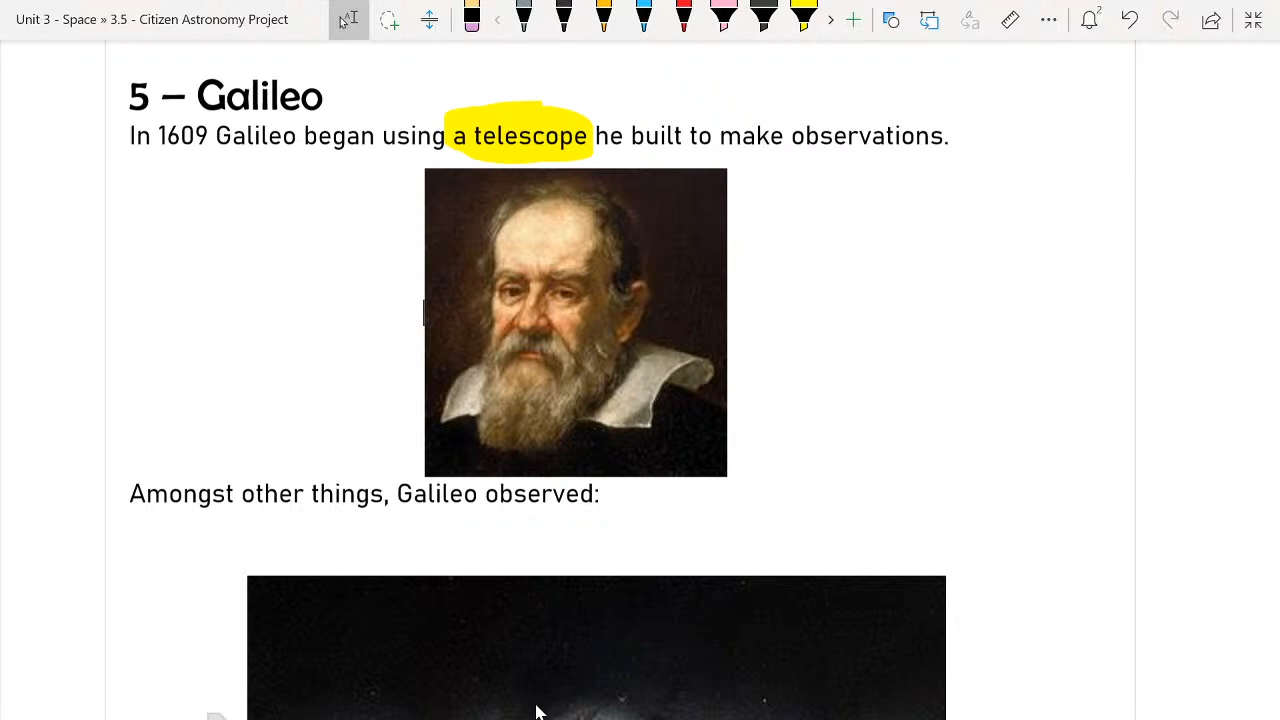 Unit 3 - Space » 3.5 - Citizen Astronomy Project
2
5 – Galileo
In 1609 Galileo began using a telescope he built to make observations.
Amongst other things, Galileo observed: